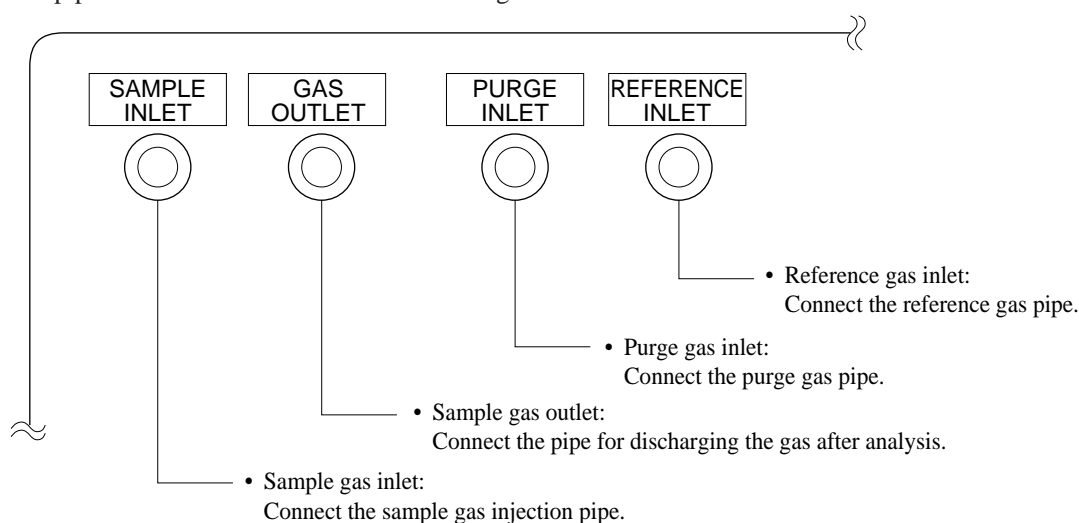 SAMPLE
INLET
GAS
OUTLET
PURGE
INLET
REFERENCE
INLET
• Reference gas inlet:
Connect the reference gas pipe.
• Purge gas inlet:
Connect the purge gas pipe.
• Sample gas outlet:
Connect the pipe for discharging the gas after analysis.
• Sample gas inlet:
Connect the sample gas injection pipe.